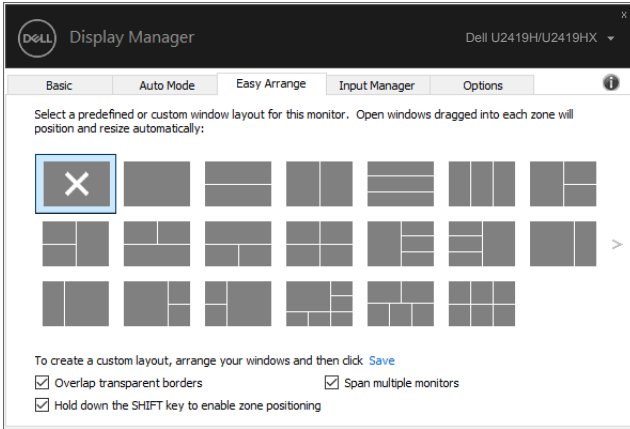 x
DELL Display Manager Dell U2419H/U2419HX
Basic Auto Mode Easy Arrange Input Manager Options i
Select a predefined or custom window layout for this monitor. Open windows dragged into each zone will
position and resize automatically:
>
To create a custom layout, arrange your windows and then click Save
Overlap transparent borders Span multiple monitors
Hold down the SHIFT key to enable zone positioning